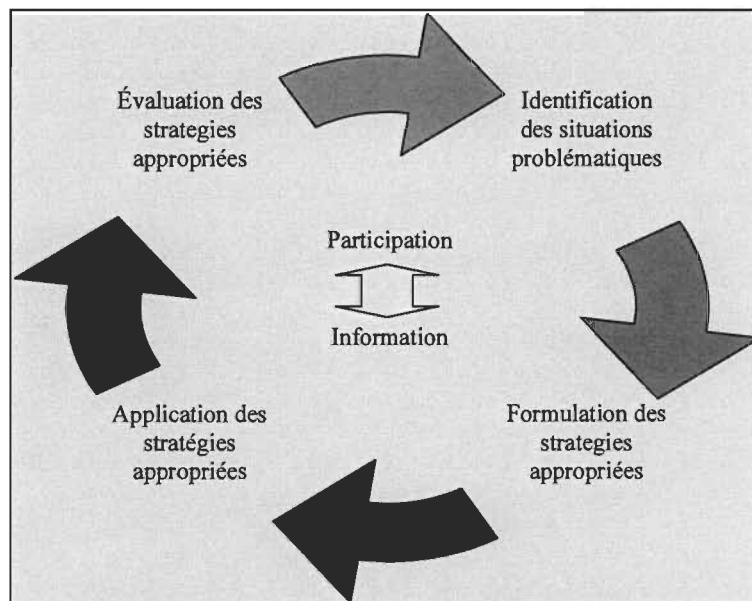 Évaluation des
strategies
appropriées
Identification
des situations
problématiques
Participation
Information
Application des
stratégies
appropriées
Formulation des
strategies
appropriées